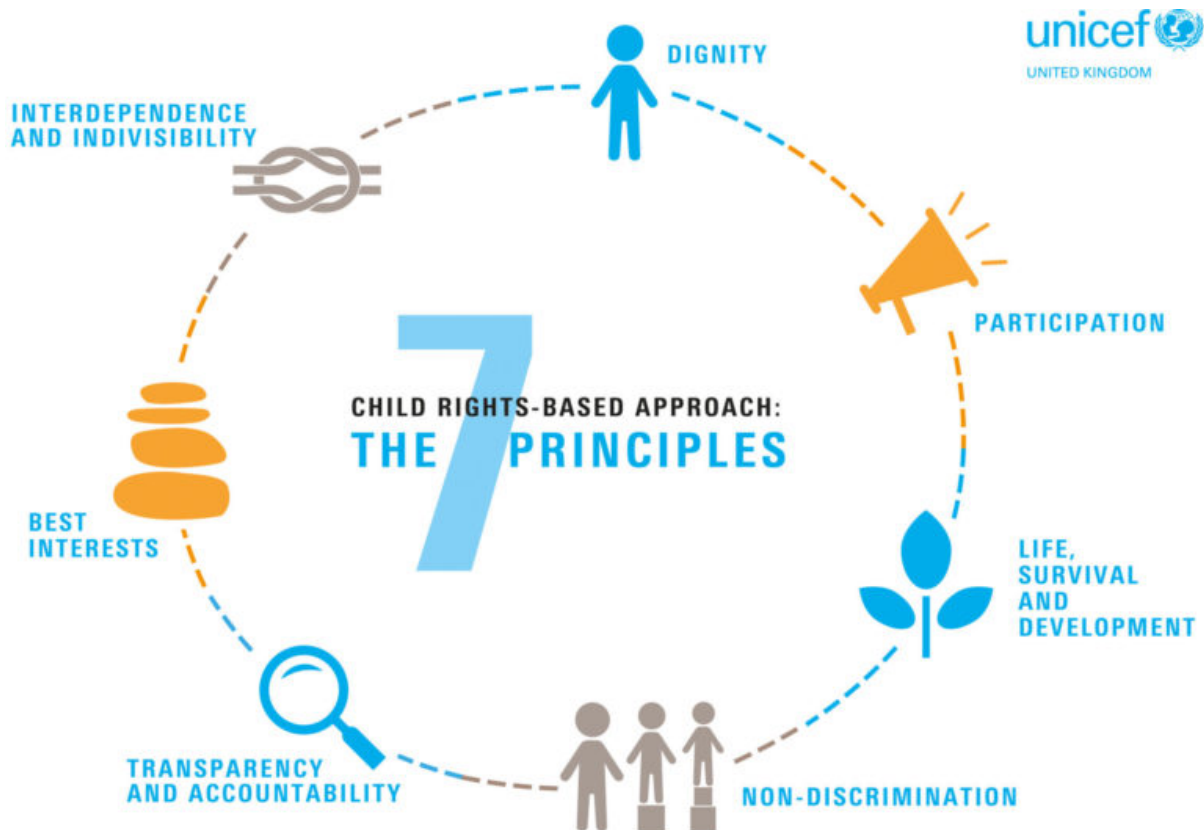 unicef
UNITED KINGDOM
DIGNITY
INTERDEPENDENCE
AND INDIVISIBILITY
PARTICIPATION
7
CHILD RIGHTS-BASED APPROACH:
THE PRINCIPLES
BEST
INTERESTS
LIFE,
SURVIVAL
AND
DEVELOPMENT
TRANSPARENCY
AND ACCOUNTABILITY
NON-DISCRIMINATION